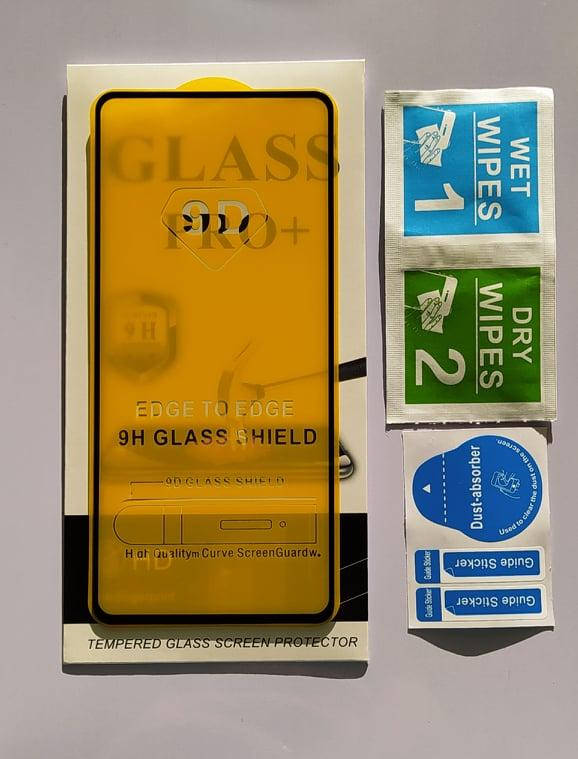 GLASS
9D
PRO+
9H
EDGE TO EDGE
9H GLASS SHIELD
9D GLASS SHIELD
High Qualitym Curve ScreenGuardw.
HD
TEMPERED GLASS SCREEN PROTECTOR
WET
WIPES
1
DRY
WIPES
2
Dust-absorber
Used to clear the dust on the screen.
Guide Sticker
Guide Sticker
Guide Sticker
Guide Sticker